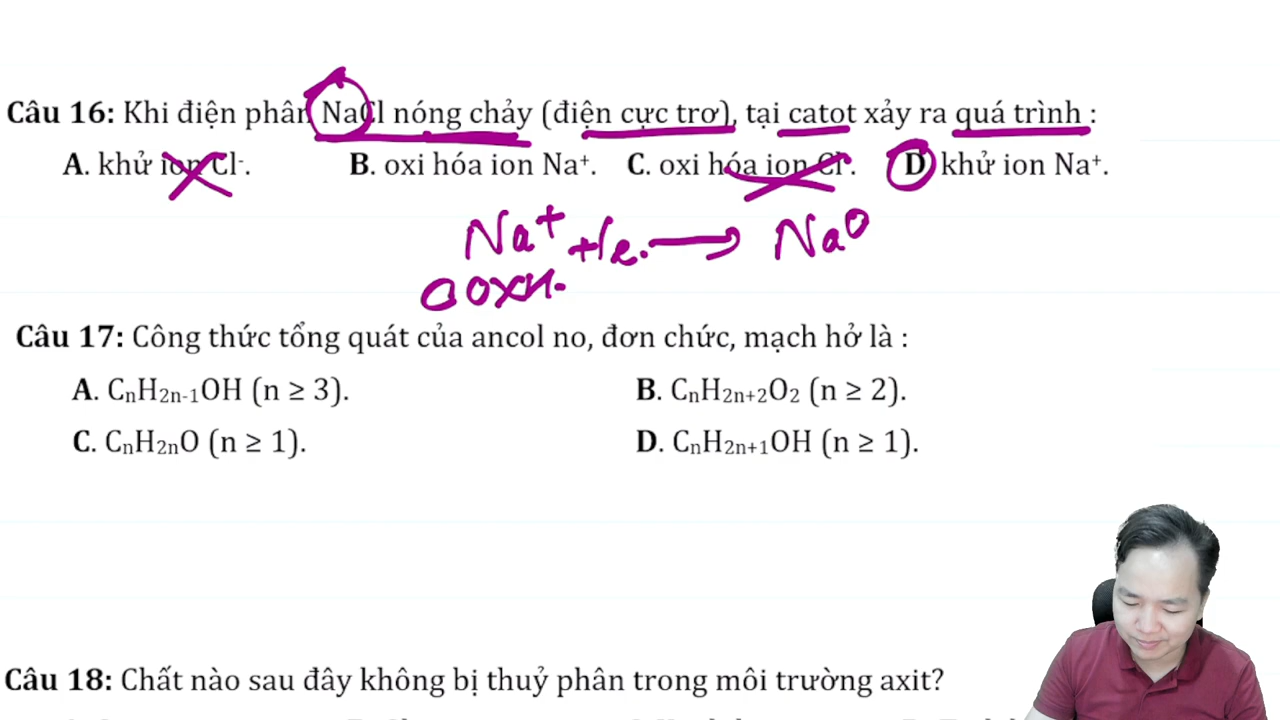 Câu 16: Khi điện phân NaCl nóng chảy (điện cực trơ), tại catot xảy ra quá trình :
A. khử ion Cl⁻. B. oxi hóa ion Na⁺. C. oxi hóa ion Cl⁻. D. khử ion Na⁺.
Na⁺ +1e. → Na⁰
Câu 17: Công thức tổng quát của ancol no, đơn chức, mạch hở là :
A. CₙH₂ₙ₋₁OH (n ≥ 3). B. CₙH₂ₙ₊₂O₂ (n ≥ 2).
C. CₙH₂ₙO (n ≥ 1). D. CₙH₂ₙ₊₁OH (n ≥ 1).
Câu 18: Chất nào sau đây không bị thuỷ phân trong môi trường axit?